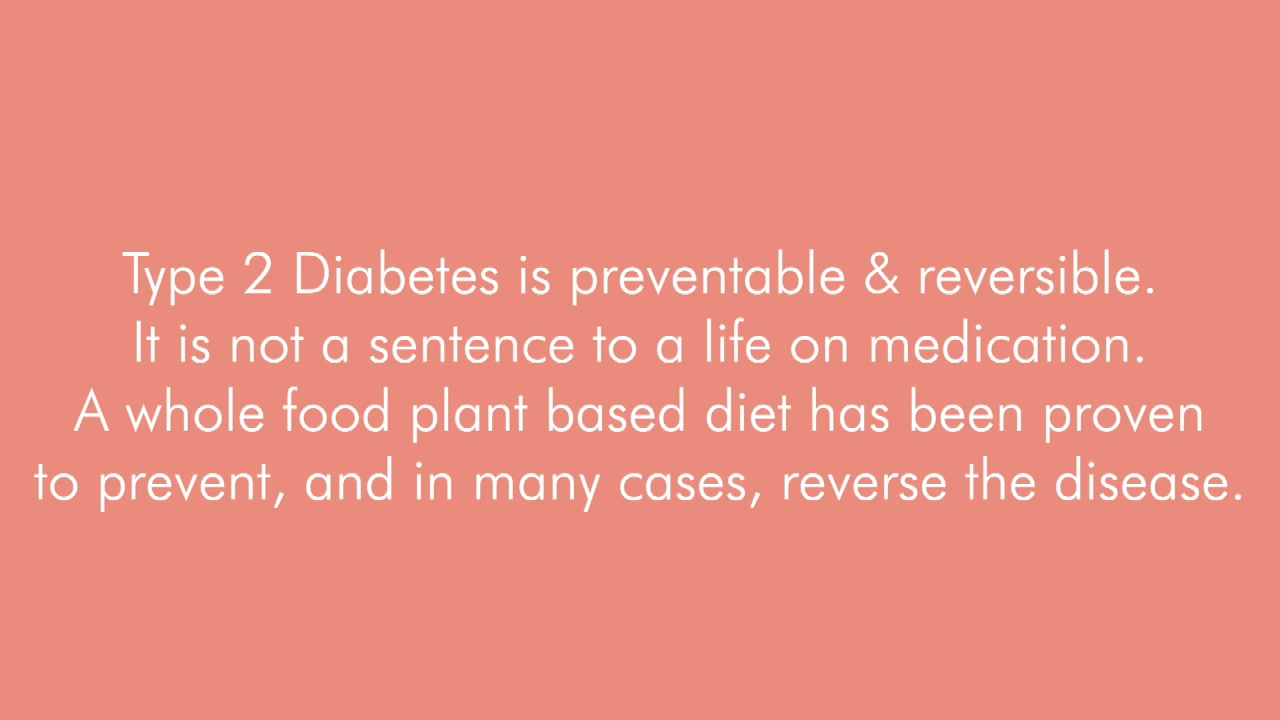 Type 2 Diabetes is preventable & reversible.
It is not a sentence to a life on medication.
A whole food plant based diet has been proven
to prevent, and in many cases, reverse the disease.